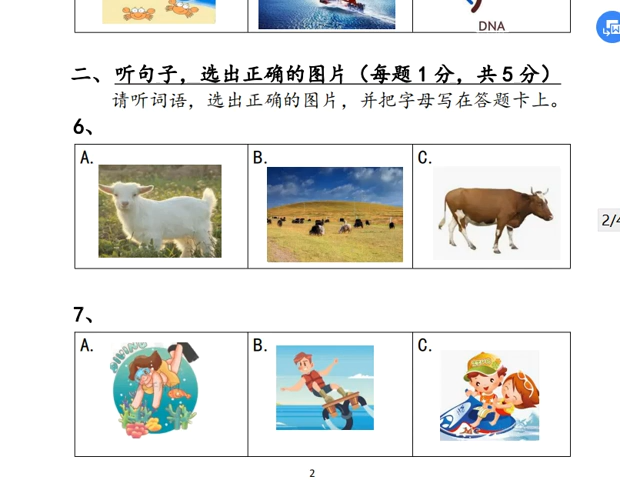 DNA
二、听句子，选出正确的图片（每题1分，共5分）
请听词语，选出正确的图片，并把字母写在答题卡上。
6、
A.
B.
C.
2/4
7、
A.
B.
C.
DIVING
2